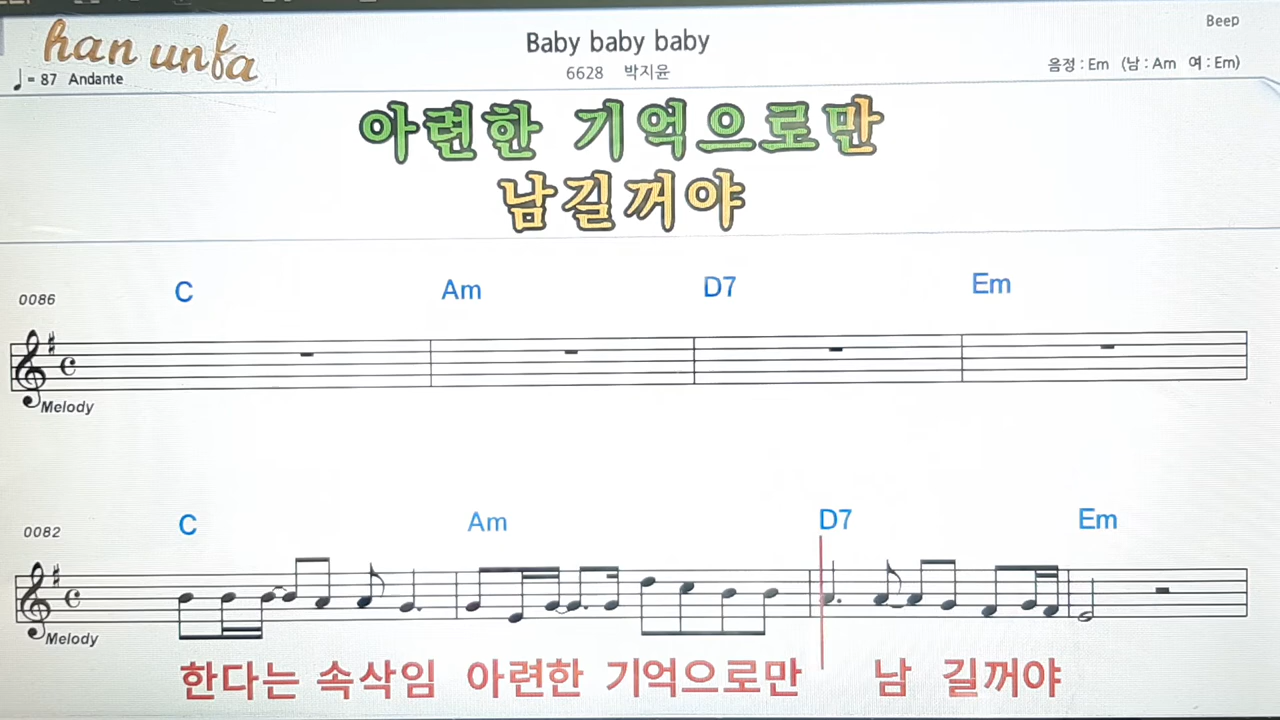 han unfa
Baby baby baby
Beep
♩= 87 Andante
6628 박지윤
음정 : Em (남 : Am 여 : Em)
아련한 기억으로만
남길꺼야
0086
C Am D7 Em
Melody
0082
C Am D7 Em
Melody
한다는 속삭임 아련한 기억으로만 남 길꺼야